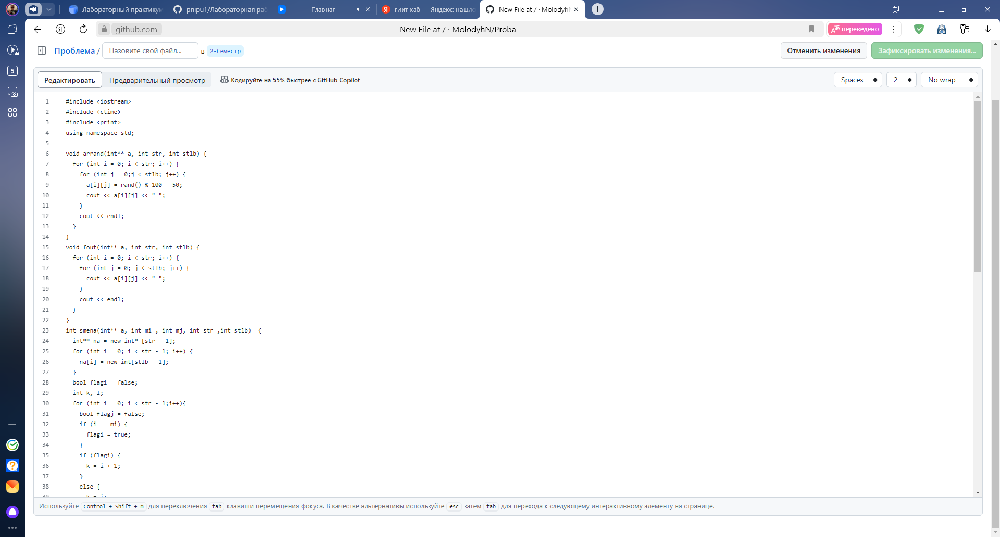 Лабораторный практикум
pnipu1/Лабораторная ра
Главная
гиит хаб — Яндекс: нашло
New File at / · MolodyhN
github.com
New File at / · MolodyhN/Proba
переведено
5
Проблема / Назовите свой файл... в 2-Семестр
Отменить изменения
Зафиксировать изменения...
Редактировать
Предварительный просмотр
Кодируйте на 55% быстрее с GitHub Copilot
Spaces
2
No wrap
1 #include <iostream>
2 #include <ctime>
3 #include <print>
4 using namespace std;
5
6 void arrand(int** a, int str, int stlb) {
7 for (int i = 0; i < str; i++) {
8 for (int j = 0;j < stlb; j++) {
9 a[i][j] = rand() % 100 - 50;
10 cout << a[i][j] << " ";
11 }
12 cout << endl;
13 }
14 }
15 void fout(int** a, int str, int stlb) {
16 for (int i = 0; i < str; i++) {
17 for (int j = 0; j < stlb; j++) {
18 cout << a[i][j] << " ";
19 }
20 cout << endl;
21 }
22 }
23 int smena(int** a, int mi , int mj, int str ,int stlb)  {
24 int** na = new int* [str - 1];
25 for (int i = 0; i < str - 1; i++) {
26 na[i] = new int[stlb - 1];
27 }
28 bool flagi = false;
29 int k, l;
30 for (int i = 0; i < str - 1;i++){
31 bool flagj = false;
32 if (i == mi) {
33 flagi = true;
34 }
35 if (flagi) {
36 k = i + 1;
37 }
38 else {
39 k = i;
Используйте Control + Shift + m для переключения tab клавиши перемещения фокуса. В качестве альтернативы используйте esc затем tab для перехода к следующему интерактивному элементу на странице.